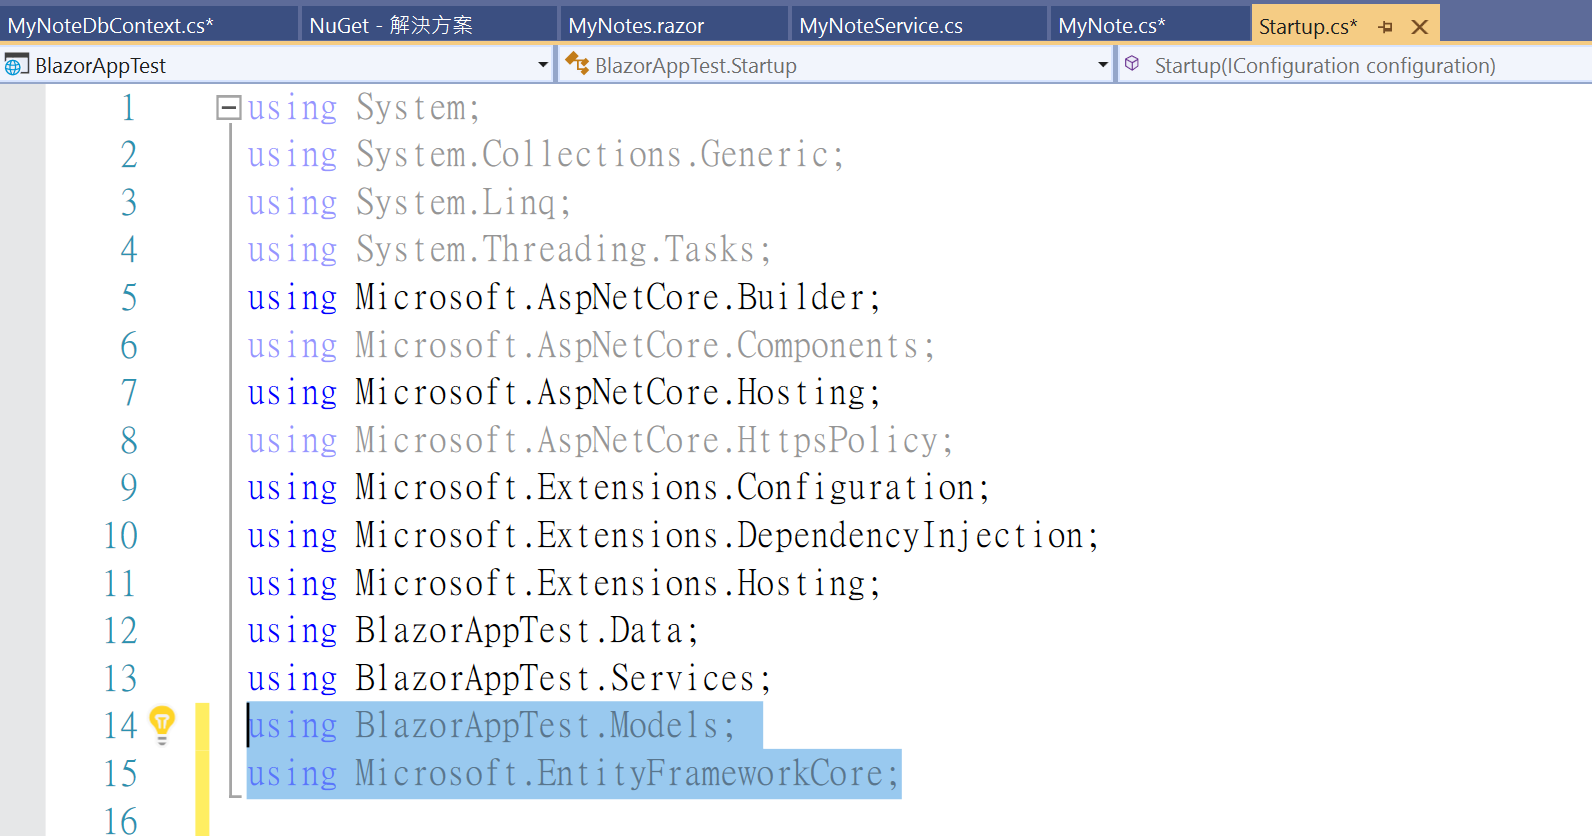 MyNoteDbContext.cs* NuGet - 解決方案 MyNotes.razor MyNoteService.cs MyNote.cs* Startup.cs*
BlazorAppTest BlazorAppTest.Startup Startup(IConfiguration configuration)
1 using System;
2 using System.Collections.Generic;
3 using System.Linq;
4 using System.Threading.Tasks;
5 using Microsoft.AspNetCore.Builder;
6 using Microsoft.AspNetCore.Components;
7 using Microsoft.AspNetCore.Hosting;
8 using Microsoft.AspNetCore.HttpsPolicy;
9 using Microsoft.Extensions.Configuration;
10 using Microsoft.Extensions.DependencyInjection;
11 using Microsoft.Extensions.Hosting;
12 using BlazorAppTest.Data;
13 using BlazorAppTest.Services;
14 using BlazorAppTest.Models;
15 using Microsoft.EntityFrameworkCore;
16